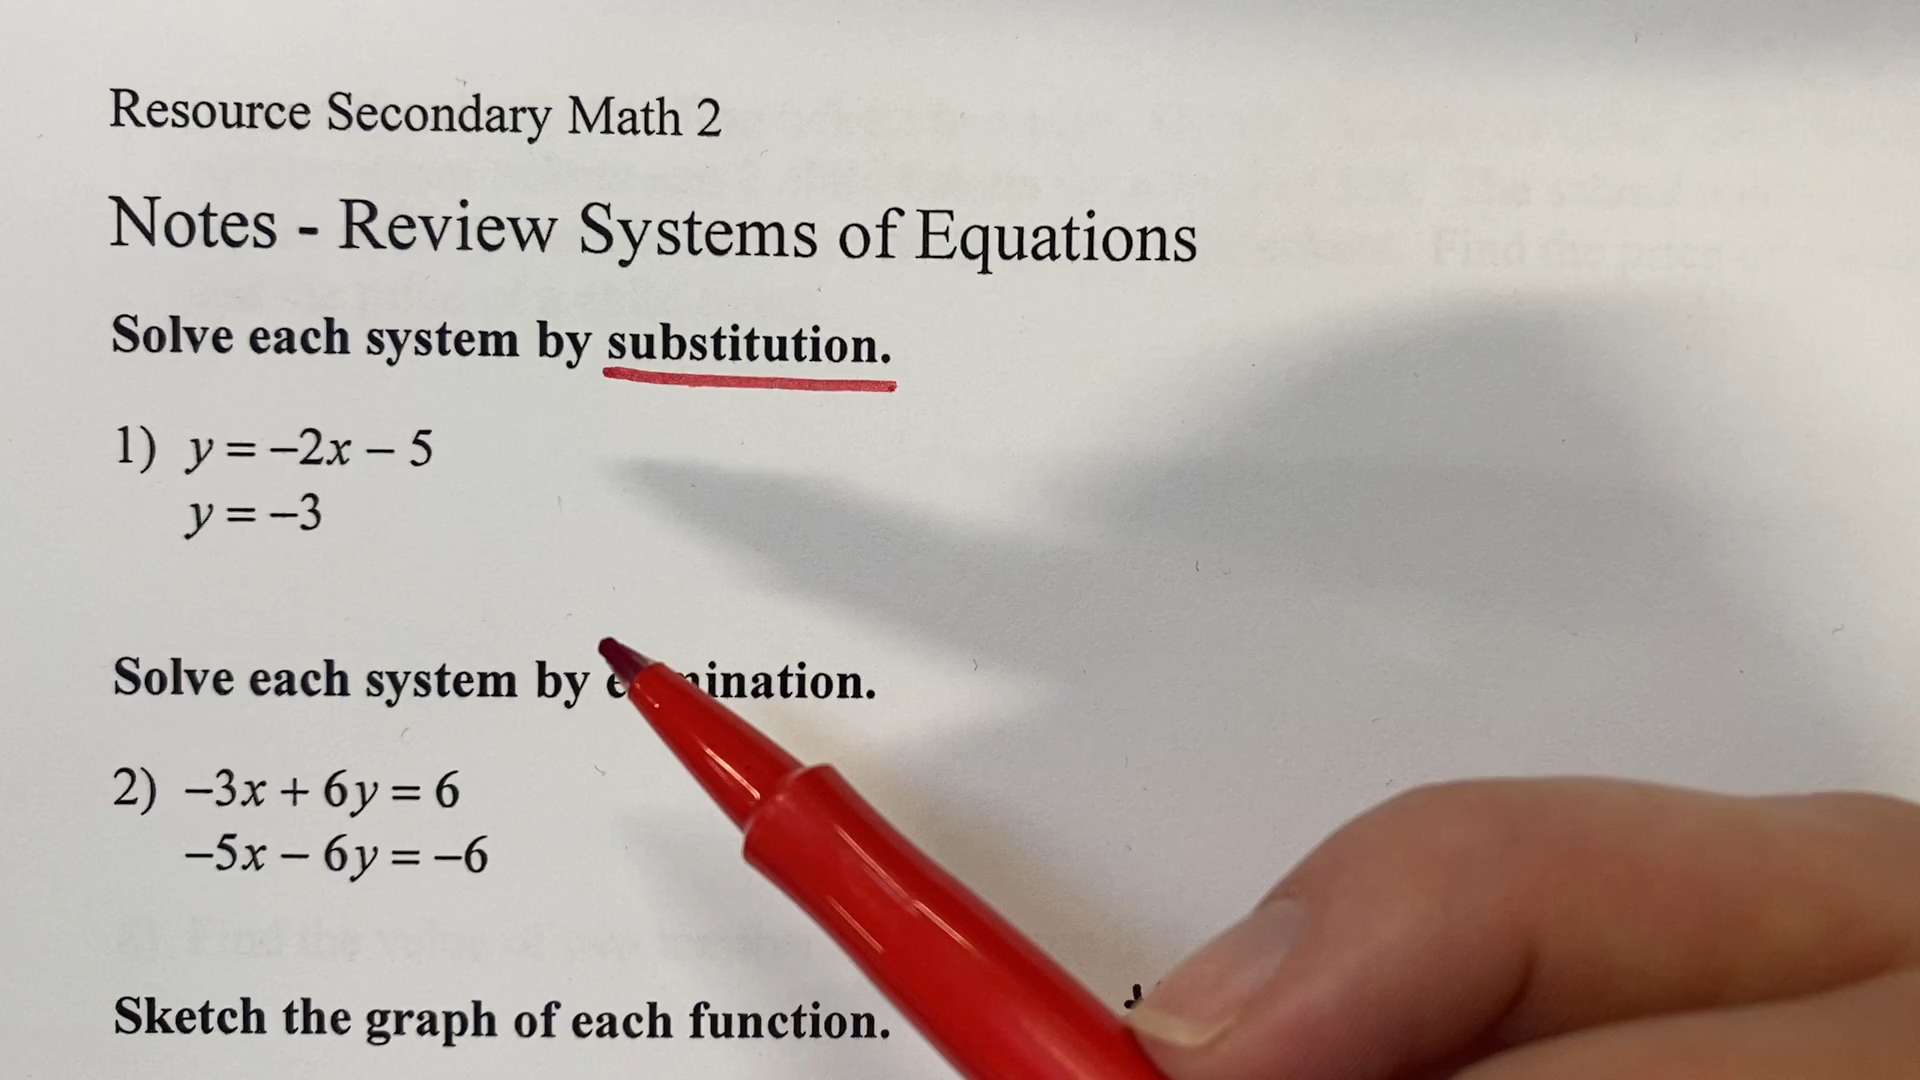 Resource Secondary Math 2
Notes - Review Systems of Equations
Solve each system by substitution.
1) y = −2x − 5
y = −3
Solve each system by
2) −3x + 6y = 6
−5x − 6y = −6
Sketch the graph of each function.